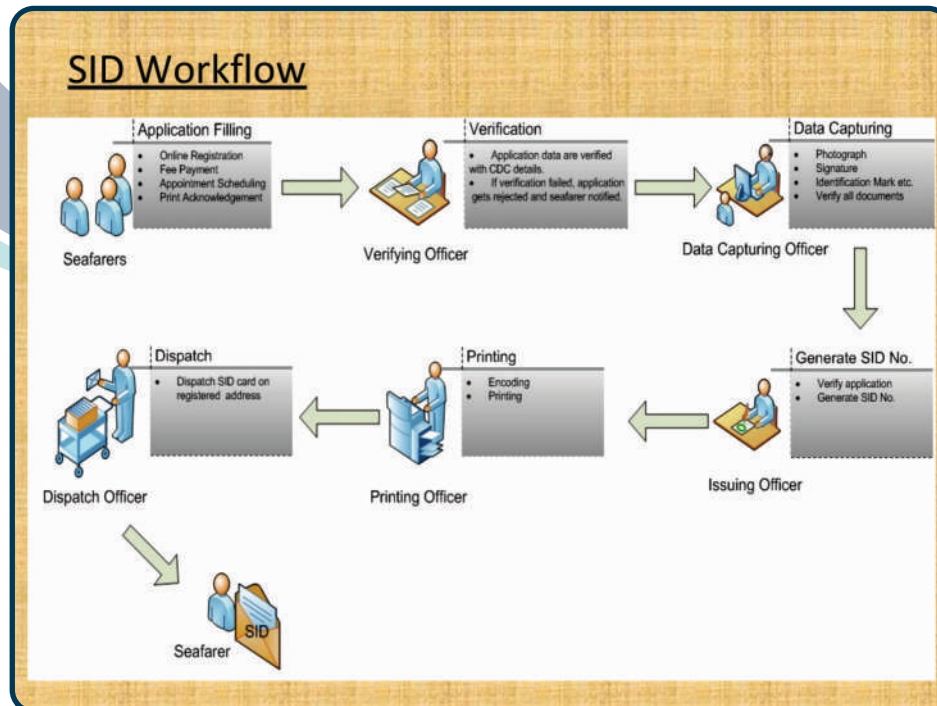 SID Workflow
Application Filling
• Online Registration
• Fee Payment
• Appointment Scheduling
• Print Acknowledgement
Seafarers
Verification
• Application data are verified
with CDC details.
• If verification failed, application
gets rejected and seafarer notified.
Verifying Officer
Data Capturing
• Photograph
• Signature
• Identification Mark etc.
• Verify all documents
Data Capturing Officer
Generate SID No.
• Verify application
• Generate SID No.
Issuing Officer
Printing
• Encoding
• Printing
Printing Officer
Dispatch
• Dispatch SID card on
registered address
Dispatch Officer
SID
Seafarer